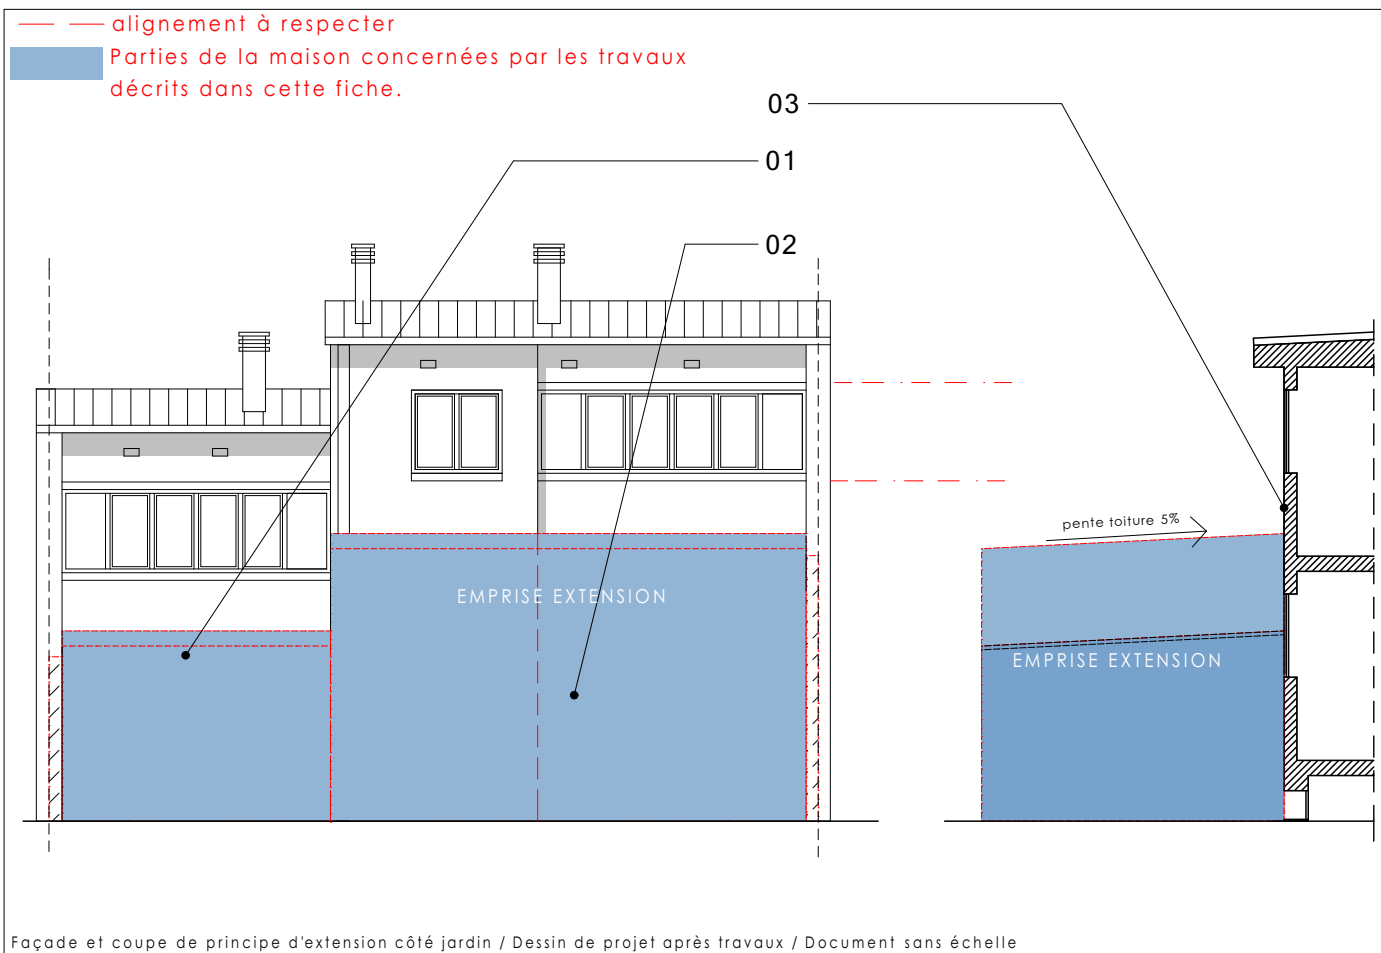 alignement à respecter
Parties de la maison concernées par les travaux
décrits dans cette fiche.
03
01
02
pente toiture 5%
EMPRISE EXTENSION
EMPRISE EXTENSION
Façade et coupe de principe d'extension côté jardin / Dessin de projet après travaux / Document sans échelle